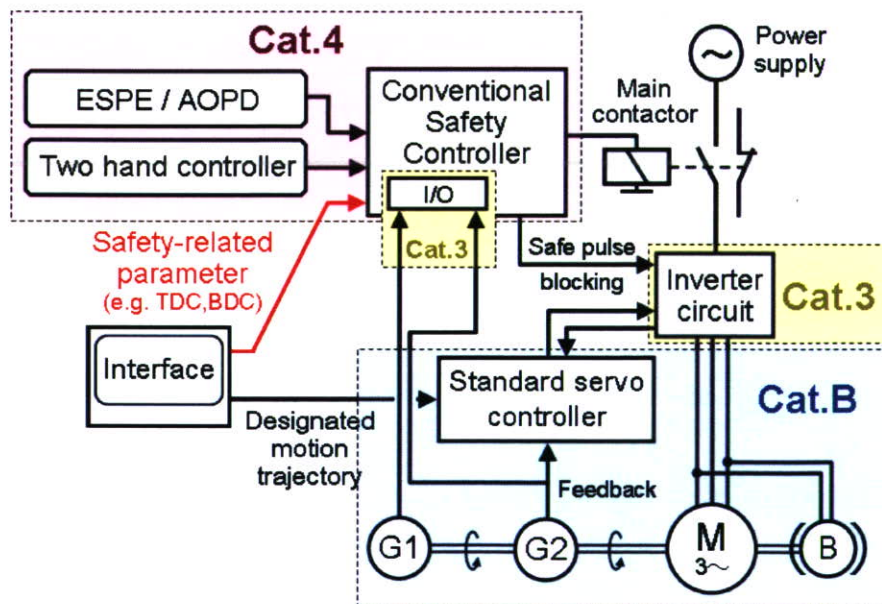 Cat.4
ESPE / AOPD
Two hand controller
Conventional
Safety
Controller
I/O
Cat.3
Main
contactor
Power
supply
~
Safety-related
parameter
(e.g. TDC,BDC)
Safe pulse
blocking
Inverter
circuit
Cat.3
Interface
Designated
motion
trajectory
Standard servo
controller
Cat.B
Feedback
G1
G2
M
3~
B